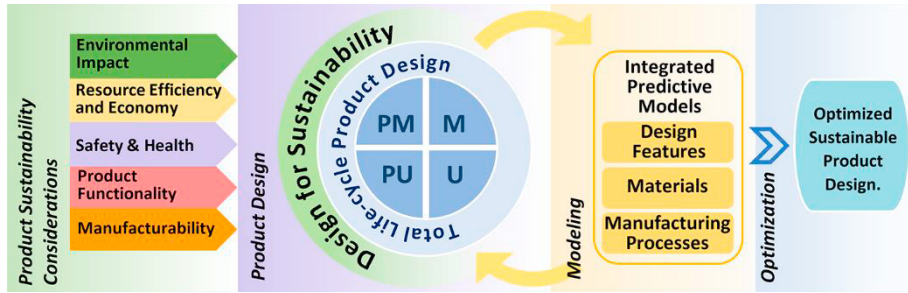 Product Sustainability
Considerations
Environmental
Impact
Resource Efficiency
and Economy
Safety & Health
Product
Functionality
Manufacturability
Product Design
Design for Sustainability
Total Life-cycle Product Design
PM
M
PU
U
Modeling
Integrated
Predictive
Models
Design
Features
Materials
Manufacturing
Processes
Optimization
Optimized
Sustainable
Product
Design.